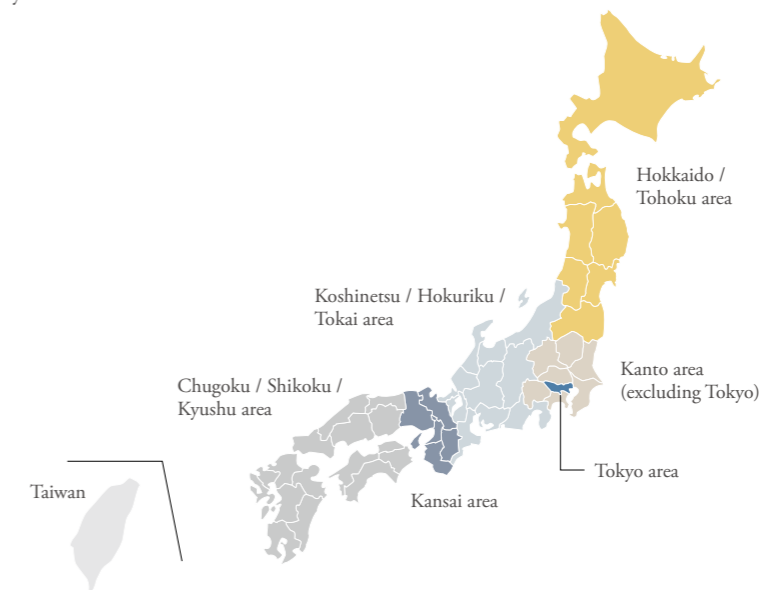 Hokkaido /
Tohoku area
Koshinetsu / Hokuriku /
Tokai area
Kanto area
(excluding Tokyo)
Chugoku / Shikoku /
Kyushu area
Tokyo area
Taiwan
Kansai area